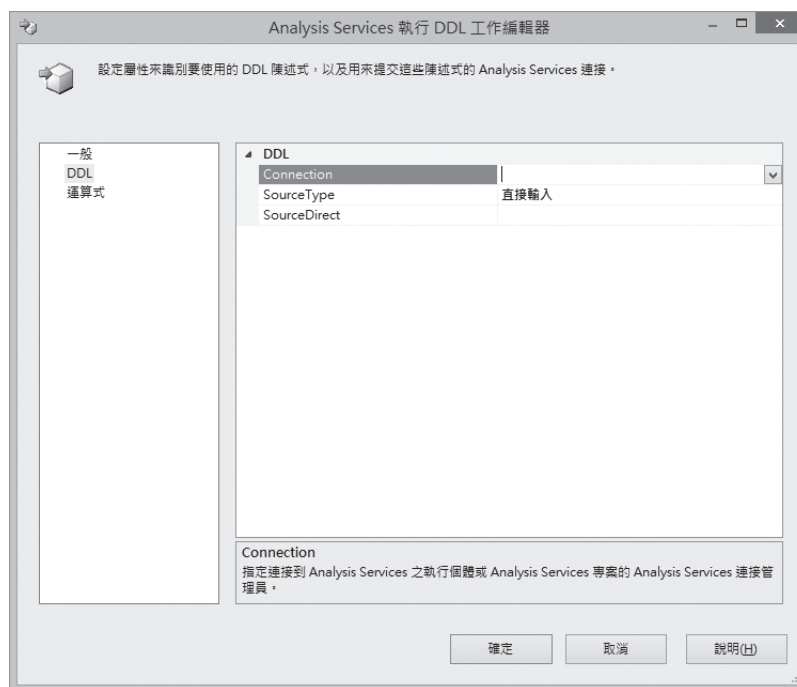 Analysis Services 執行 DDL 工作編輯器
設定屬性來識別要使用的 DDL 陳述式，以及用來提交這些陳述式的 Analysis Services 連接。
一般
DDL
運算式
DDL
Connection
SourceType 直接輸入
SourceDirect
Connection
指定連接到 Analysis Services 之執行個體或 Analysis Services 專案的 Analysis Services 連接管
理員。
確定 取消 說明(H)